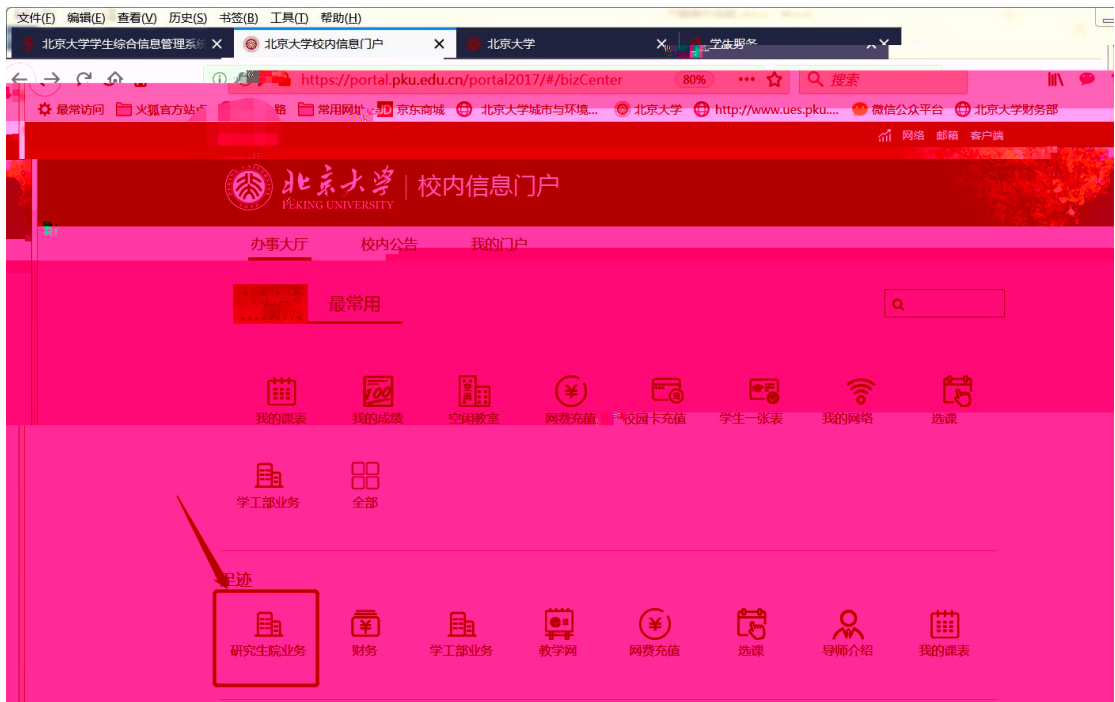 文件(F) 编辑(E) 查看(V) 历史(S) 书签(B) 工具(T) 帮助(H)
北京大学学生综合信息管理系统 北京大学校内信息门户 北京大学
https://portal.pku.edu.cn/portal2017/#/bizCenter 80% 搜索
最常访问 火狐官方站点 常用网址 JD 京东商城 北京大学城市与环境... 北京大学 http://www.ues.pku.... 微信公众平台 北京大学财务部
网络 邮箱 客户端
北京大学 校内信息门户
PEKING UNIVERSITY
办事大厅 校内公告 我的门户
最常用
我的课表 我的成绩 空闲教室 网费充值 校园卡充值 学生一张表 我的网络 选课
学工部业务 全部
足迹
研究生院业务 财务 学工部业务 教学网 网费充值 选课 导师介绍 我的课表